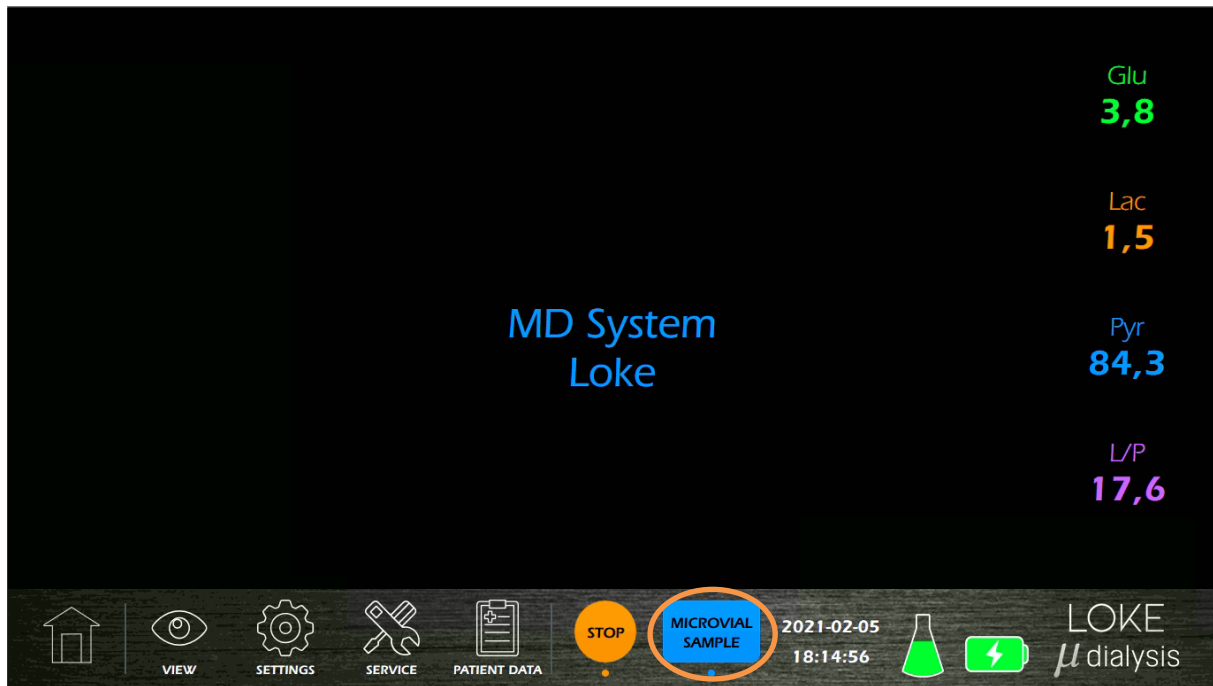 Glu
3,8
Lac
1,5
MD System
Loke
Pyr
84,3
L/P
17,6
VIEW
SETTINGS
SERVICE
PATIENT DATA
STOP
MICROVIAL
SAMPLE
2021-02-05
18:14:56
LOKE
μ dialysis